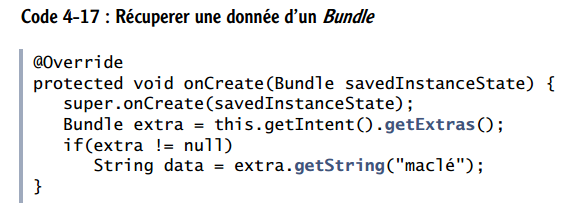 Code 4-17 : Récuperer une donnée d’un Bundle
@Override
protected void onCreate(Bundle savedInstanceState) {
super.onCreate(savedInstanceState);
Bundle extra = this.getIntent().getExtras();
if(extra != null)
String data = extra.getString("maclé");
}